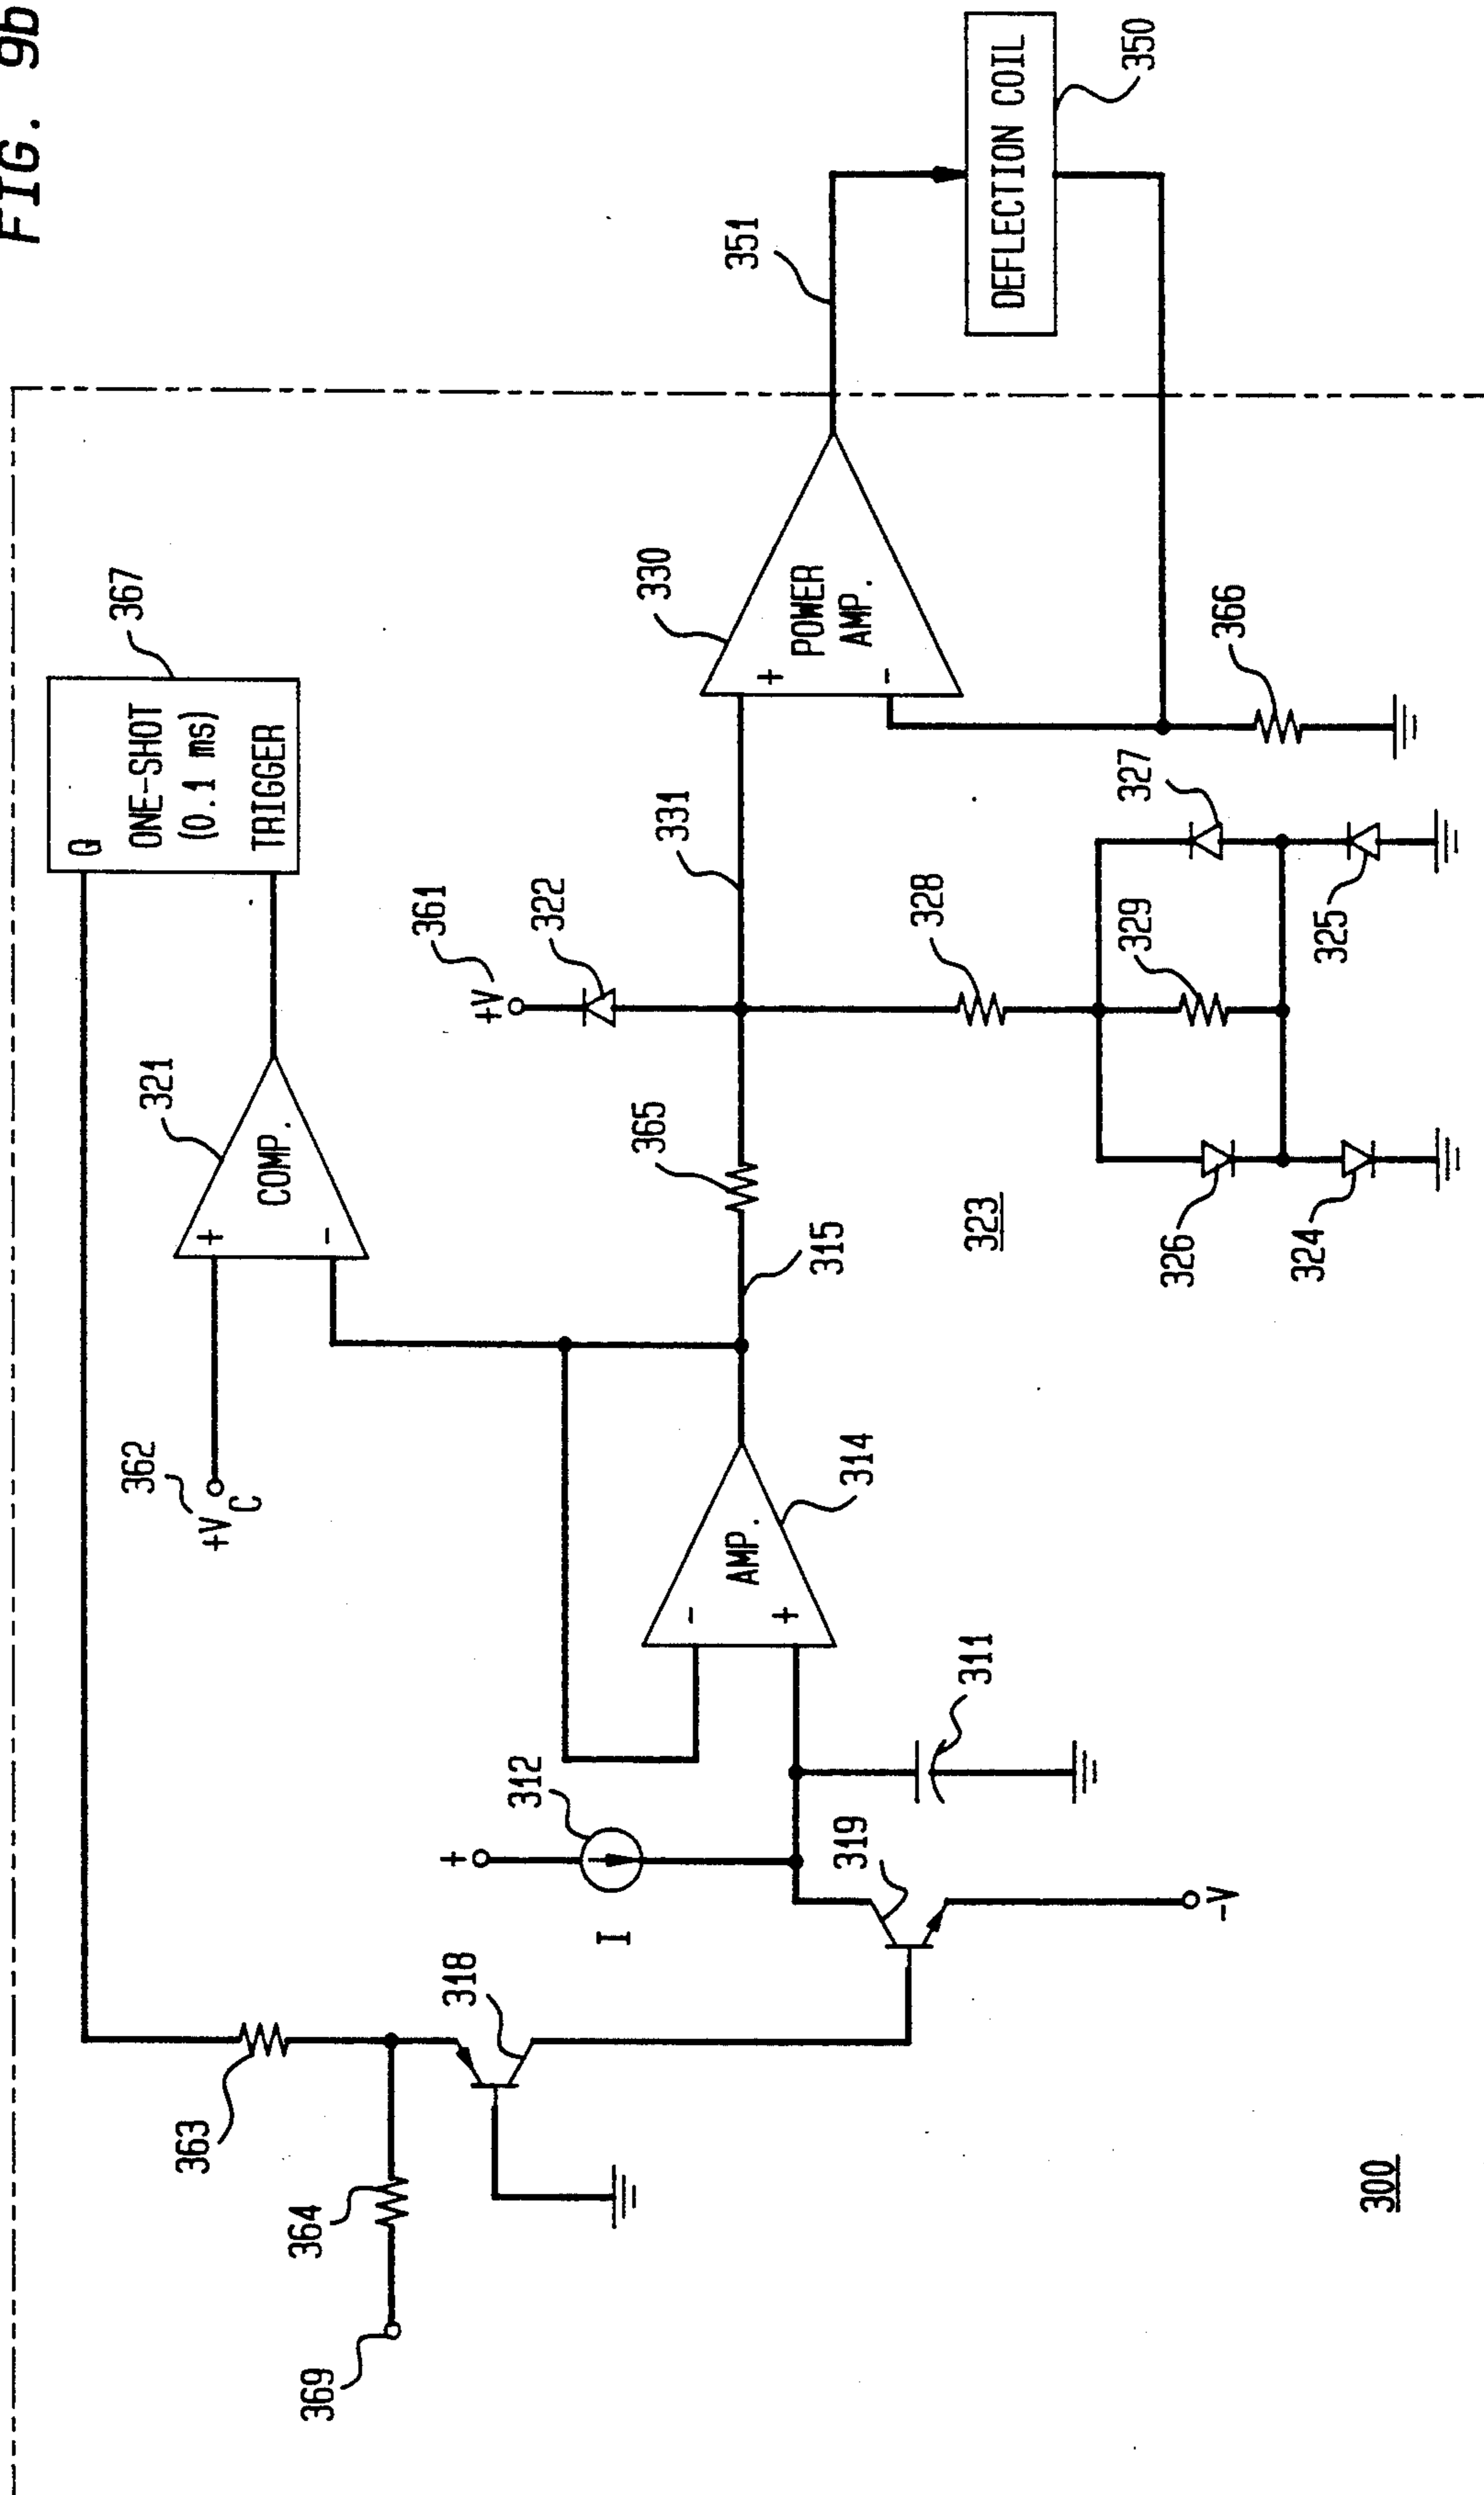 FIG. 9b
367
Q
ONE-SHOT
(0.1 ms)
TRIGGER
321
+
COMP.
-
362
+V
C
363
364
369
318
I
+
312
319
-V
311
-
AMP.
+
314
315
365
361
+V
322
331
330
+
POWER
AMP.
-
351
DEFLECTION COIL
350
366
328
329
327
325
326
324
323
300